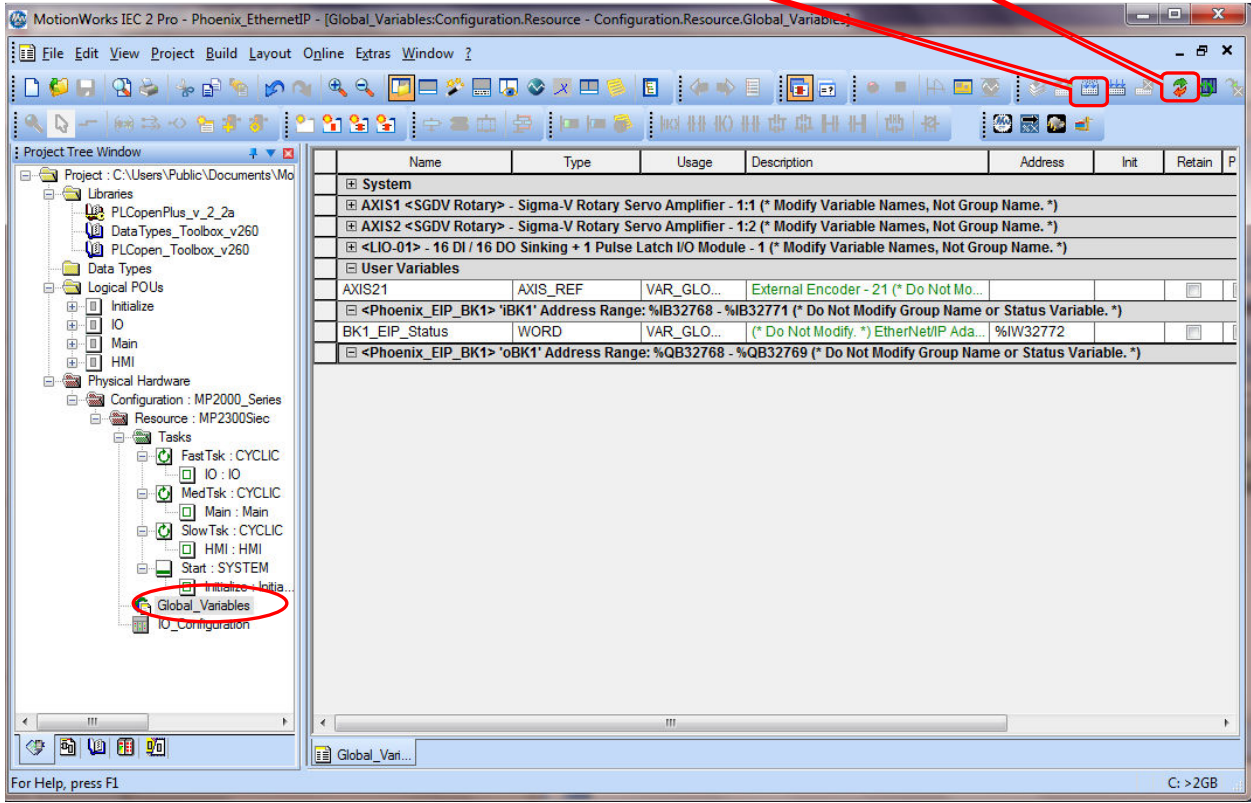 MotionWorks IEC 2 Pro - Phoenix_EthernetIP - [Global_Variables:Configuration.Resource - Configuration.Resource.Global_Variables]
File Edit View Project Build Layout Online Extras Window ?
Project Tree Window
Project : C:\Users\Public\Documents\Mo
Libraries
PLCopenPlus_v_2_2a
DataTypes_Toolbox_v260
PLCopen_Toolbox_v260
Data Types
Logical POUs
Initialize
IO
Main
HMI
Physical Hardware
Configuration : MP2000_Series
Resource : MP2300Siec
Tasks
FastTsk : CYCLIC
IO : IO
MedTsk : CYCLIC
Main : Main
SlowTsk : CYCLIC
HMI : HMI
Start : SYSTEM
Initialize : Initia...
Global_Variables
IO_Configuration
Name Type Usage Description Address Init Retain P
System
AXIS1 <SGDV Rotary> - Sigma-V Rotary Servo Amplifier - 1:1 (* Modify Variable Names, Not Group Name. *)
AXIS2 <SGDV Rotary> - Sigma-V Rotary Servo Amplifier - 1:2 (* Modify Variable Names, Not Group Name. *)
<LIO-01> - 16 DI / 16 DO Sinking + 1 Pulse Latch I/O Module - 1 (* Modify Variable Names, Not Group Name. *)
User Variables
AXIS21 AXIS_REF VAR_GLO... External Encoder - 21 (* Do Not Mo...
<Phoenix_EIP_BK1> 'iBK1' Address Range: %IB32768 - %IB32771 (* Do Not Modify Group Name or Status Variable. *)
BK1_EIP_Status WORD VAR_GLO... (* Do Not Modify. *) EtherNet/IP Ada... %IW32772
<Phoenix_EIP_BK1> 'oBK1' Address Range: %QB32768 - %QB32769 (* Do Not Modify Group Name or Status Variable. *)
Global_Vari...
For Help, press F1
C: >2GB